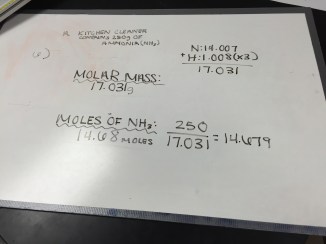 A KITCHEN CLEANER
CONTAINS 250g OF
AMMONIA (NH₃)
N: 14.007
+ H: 1.008 (x3)
17.031
MOLAR MASS:
17.031g
MOLES OF NH₃:
14.68 MOLES
250
17.031
= 14.679